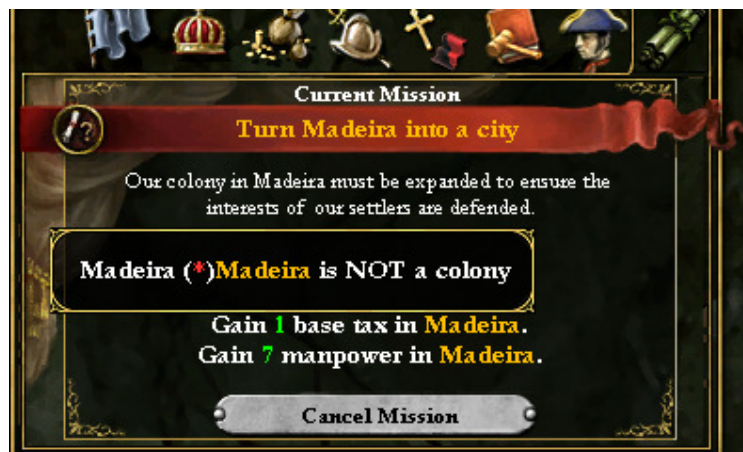 Current Mission
Turn Madeira into a city
Our colony in Madeira must be expanded to ensure the
interests of our settlers are defended.
Madeira (*)Madeira is NOT a colony
Gain 1 base tax in Madeira.
Gain 7 manpower in Madeira.
Cancel Mission